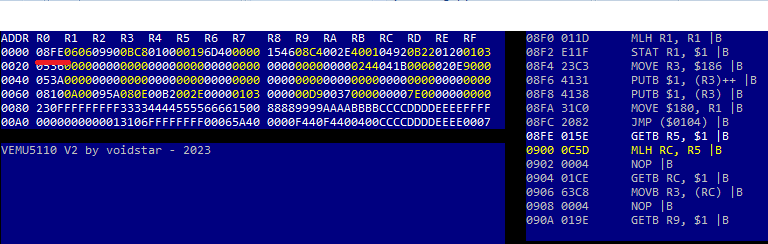 ADDR R0 R1 R2 R3 R4 R5 R6 R7 R8 R9 RA RB RC RD RE RF
0000 08FE060609900BC8010000196D400000 154608C4002E400104920B2201200103
0020 05360000000000000000000000000000 0000000000000244041B0000020E9000
0040 053A0000000000000000000000000000 00000000000000000000000000000000
0060 08100A00095A080E00B2002E00000103 000000D90037000000007E0000000000
0080 230FFFFFFFFF33334444555566661500 88889999AAAABBBBCCCCDDDDEEEEFFFF
00A0 0000000000013106FFFFFFFF00065A40 0000F440F4400400CCCCDDDDEEEE0007
VEMU5110 V2 by voidstar - 2023
08F0 011D MLH R1, R1 |B
08F2 E11F STAT R1, $1 |B
08F4 23C3 MOVE R3, $186 |B
08F6 4131 PUTB $1, (R3)++ |B
08F8 4138 PUTB $1, (R3) |B
08FA 31C0 MOVE $180, R1 |B
08FC 2082 JMP ($0104) |B
08FE 015E GETB R5, $1 |B
0900 0C5D MLH RC, R5 |B
0902 0004 NOP |B
0904 01CE GETB RC, $1 |B
0906 63C8 MOVB R3, (RC) |B
0908 0004 NOP |B
090A 019E GETB R9, $1 |B